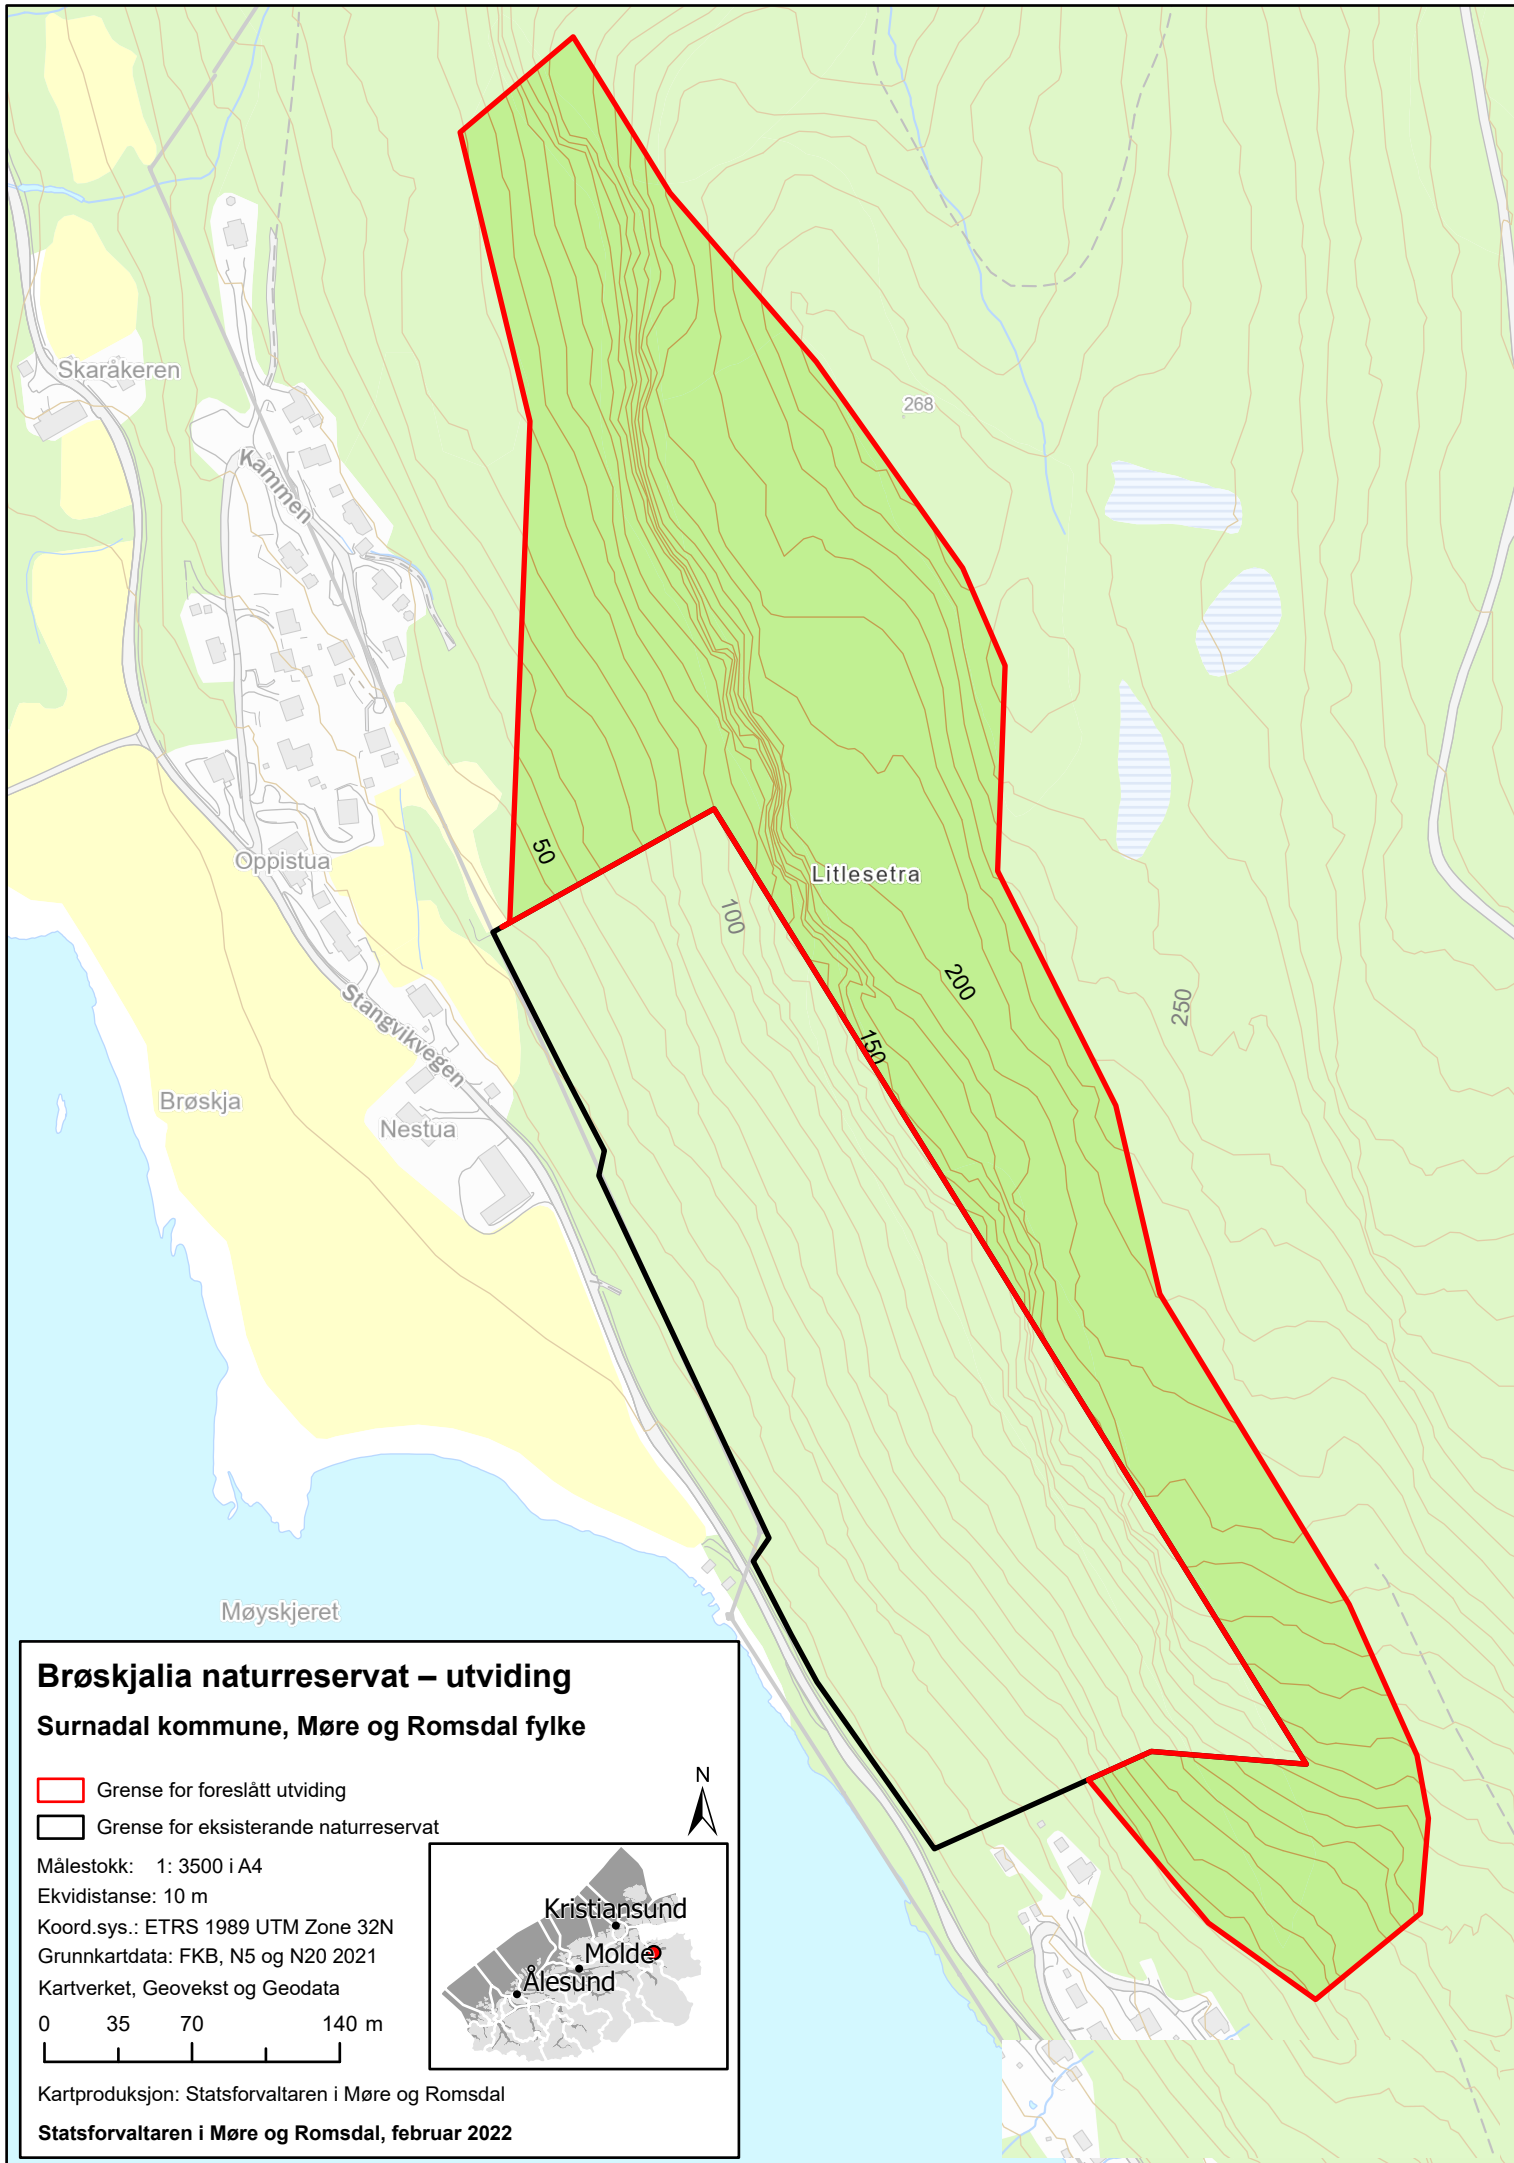 Skaråkeren
268
Kammen
50
Oppistua
Litlesetra
100
200
250
Stangvikvegen
150
Brøskja
Nestua
Møyskjeret
Brøskjalia naturreservat – utviding
Surnadal kommune, Møre og Romsdal fylke
N
Grense for foreslått utviding
Grense for eksisterande naturreservat
Målestokk: 1: 3500 i A4
Ekvidistanse: 10 m
Koord.sys.: ETRS 1989 UTM Zone 32N
Grunnkartdata: FKB, N5 og N20 2021
Kartverket, Geovekst og Geodata
0 35 70 140 m
Kristiansund
Molde
Ålesund
Kartproduksjon: Statsforvaltaren i Møre og Romsdal
Statsforvaltaren i Møre og Romsdal, februar 2022